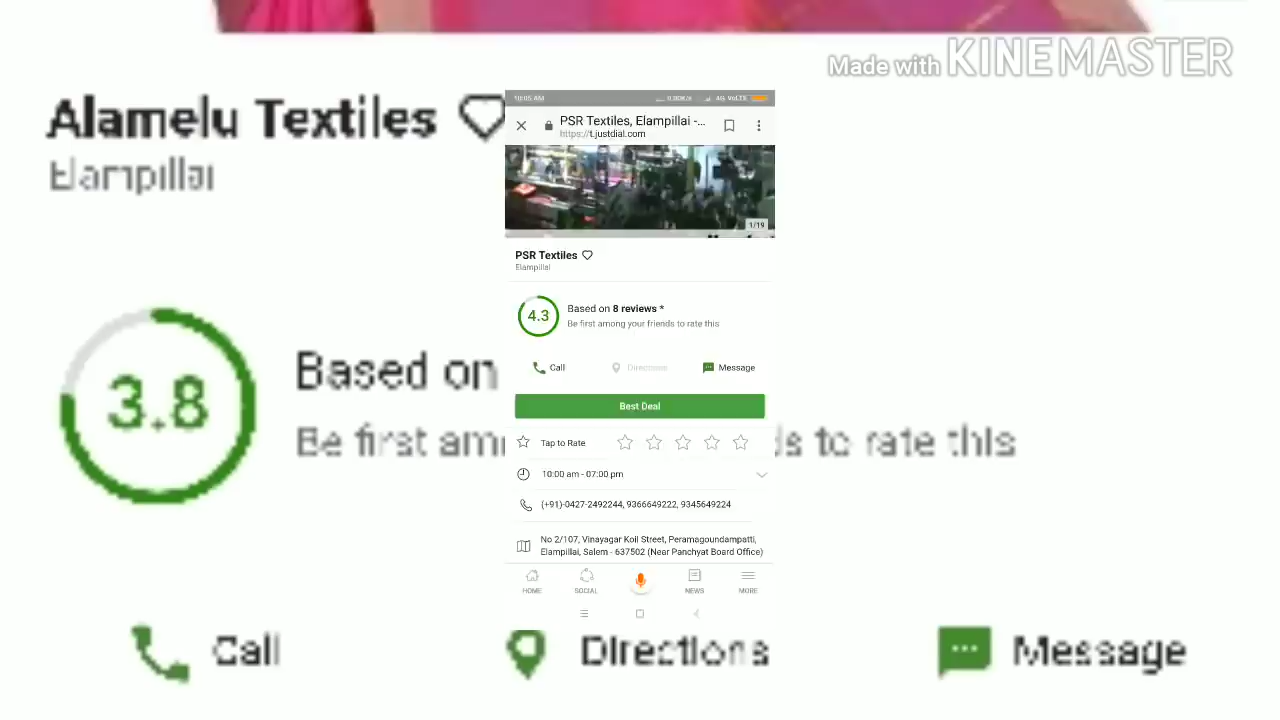 Made with KINEMASTER
Alamelu Textiles
Elampillai
3.8
Based on
Be first am
ds to rate this
Call
Directions
Message
10:05 AM
4G VoLTE
PSR Textiles, Elampillai -...
https://t.justdial.com
1/19
PSR Textiles
Elampillai
4.3
Based on 8 reviews *
Be first among your friends to rate this
Call
Directions
Message
Best Deal
Tap to Rate
10:00 am - 07:00 pm
(+91)-0427-2492244, 9366649222, 9345649224
No 2/107, Vinayagar Koil Street, Peramagoundampatti,
Elampillai, Salem - 637502 (Near Panchyat Board Office)
HOME
SOCIAL
NEWS
MORE